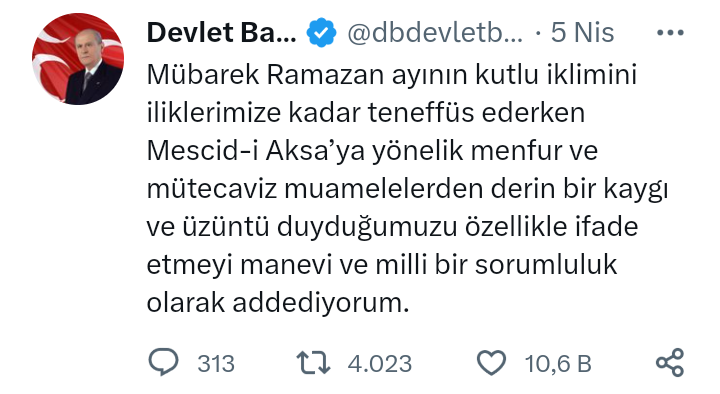 Devlet Ba... @dbdevletb... · 5 Nis
Mübarek Ramazan ayının kutlu iklimini
iliklerimize kadar teneffüs ederken
Mescid-i Aksa’ya yönelik menfur ve
mütecaviz muamelelerden derin bir kaygı
ve üzüntü duyduğumuzu özellikle ifade
etmeyi manevi ve milli bir sorumluluk
olarak addediyorum.
313 4.023 10,6 B